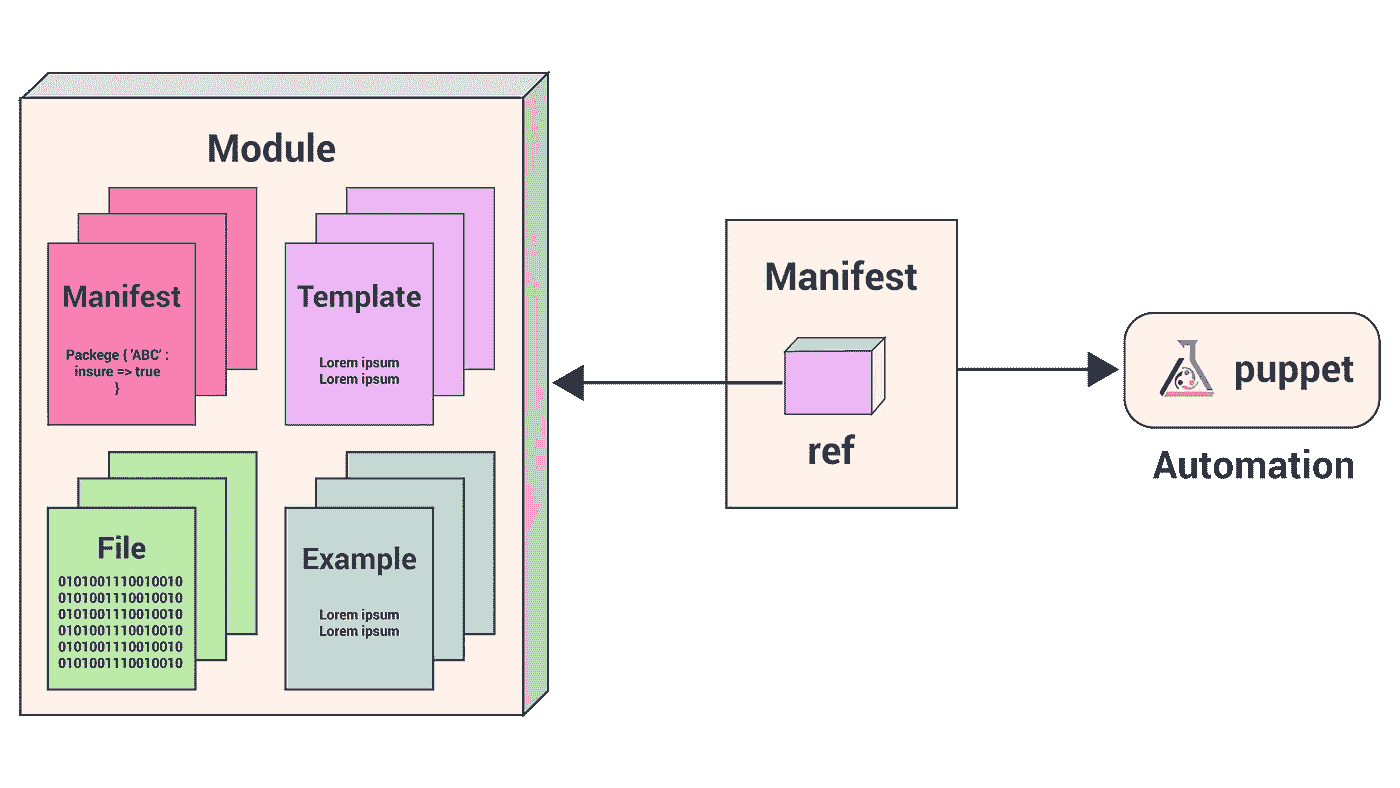 Module
Manifest
Packege { 'ABC' :
insure => true
}
Template
Lorem ipsum
Lorem ipsum
File
0101001110010010
0101001110010010
0101001110010010
0101001110010010
0101001110010010
0101001110010010
Example
Lorem ipsum
Lorem ipsum
Manifest
ref
puppet
Automation